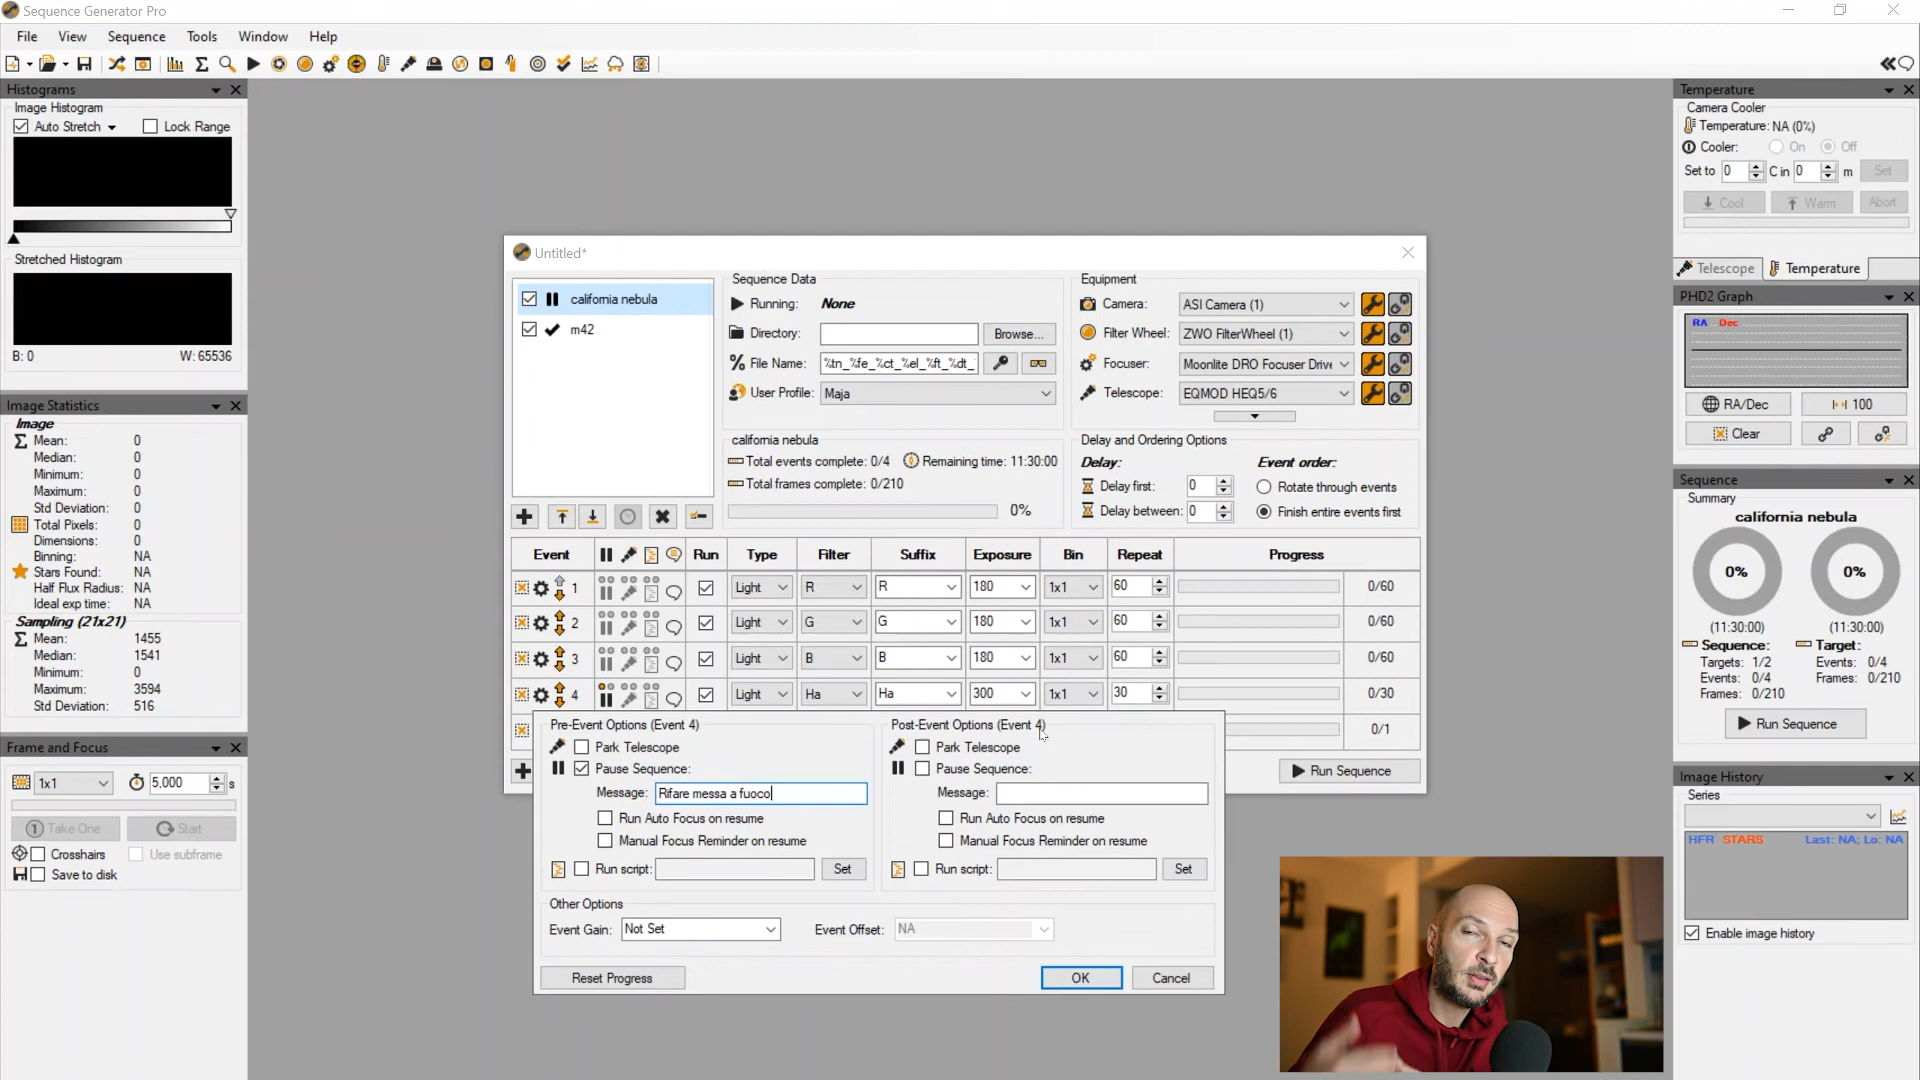 Sequence Generator Pro
File View Sequence Tools Window Help
Histograms
Image Histogram
Auto Stretch Lock Range
Stretched Histogram
B: 0 W: 65536
Image Statistics
Image
Mean: 0
Median: 0
Minimum: 0
Maximum: 0
Std Deviation: 0
Total Pixels: 0
Dimensions: 0
Binning: NA
Stars Found: NA
Half Flux Radius: NA
Ideal exp time: NA
Sampling (21x21)
Mean: 1455
Median: 1541
Minimum: 0
Maximum: 3594
Std Deviation: 516
Frame and Focus
1x1 5,000 s
Take One Start
Crosshairs Use subframe
Save to disk
Untitled*
california nebula
m42
Sequence Data
Running: None
Directory: Browse...
File Name: %tn_%fe_%ct_%el_%ft_%dt_
User Profile: Maja
Equipment
Camera: ASI Camera (1)
Filter Wheel: ZWO FilterWheel (1)
Focuser: Moonlite DRO Focuser Drive
Telescope: EQMOD HEQ5/6
california nebula
Total events complete: 0/4 Remaining time: 11:30:00
Total frames complete: 0/210
0%
Delay and Ordering Options
Delay: Event order:
Delay first: 0 Rotate through events
Delay between: 0 Finish entire events first
Event Run Type Filter Suffix Exposure Bin Repeat Progress
1 Light R R 180 1x1 60 0/60
2 Light G G 180 1x1 60 0/60
3 Light B B 180 1x1 60 0/60
4 Light Ha Ha 300 1x1 30 0/30
0/1
Run Sequence
Pre-Event Options (Event 4)
Park Telescope
Pause Sequence:
Message: Rifare messa a fuoco
Run Auto Focus on resume
Manual Focus Reminder on resume
Run script: Set
Post-Event Options (Event 4)
Park Telescope
Pause Sequence:
Message:
Run Auto Focus on resume
Manual Focus Reminder on resume
Run script: Set
Other Options
Event Gain: Not Set Event Offset: NA
Reset Progress OK Cancel
Temperature
Camera Cooler
Temperature: NA (0%)
Cooler: On Off
Set to 0 C in 0 m Set
Cool Warm Abort
Telescope Temperature
PHD2 Graph
RA Dec
RA/Dec 100
Clear
Sequence
Summary
california nebula
0% 0%
(11:30:00) (11:30:00)
Sequence: Target:
Targets: 1/2 Events: 0/4
Events: 0/4 Frames: 0/210
Frames: 0/210
Run Sequence
Image History
Series
HFR STARS Last: NA; Lo: NA
Enable image history